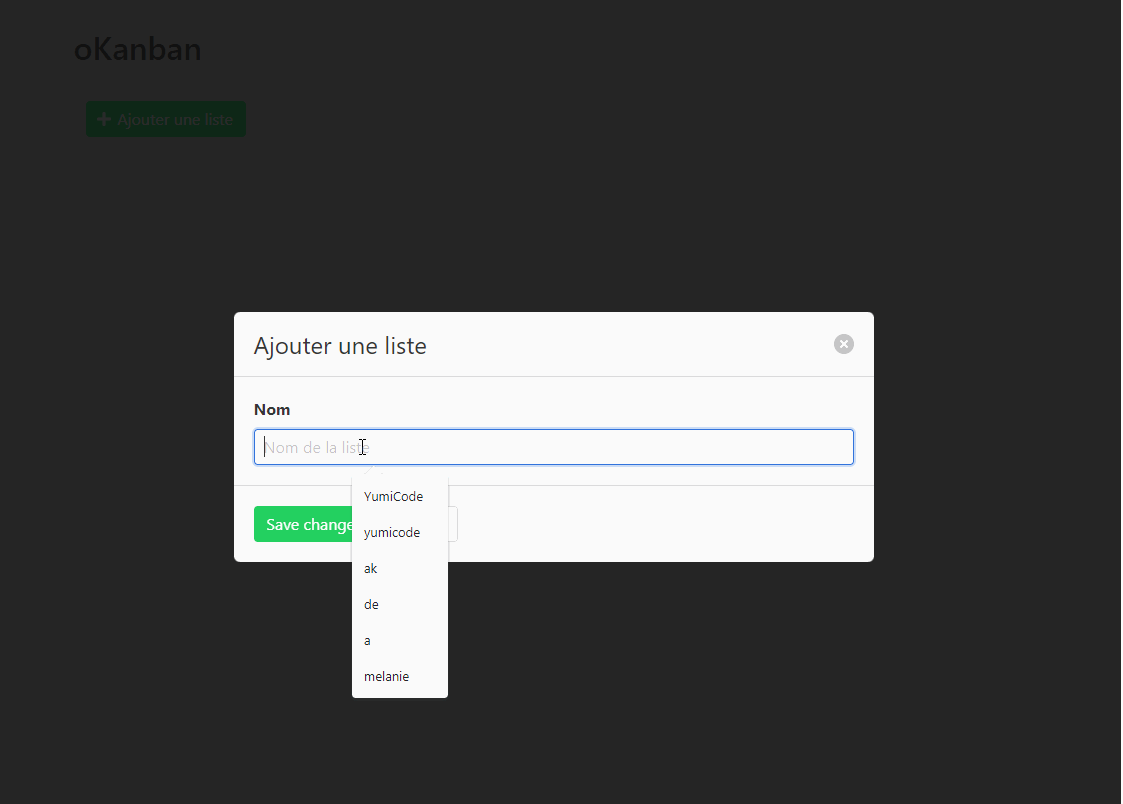 oKanban
Ajouter une liste
Ajouter une liste
Nom
Nom de la liste
Save change
YumiCode
yumicode
ak
de
a
melanie